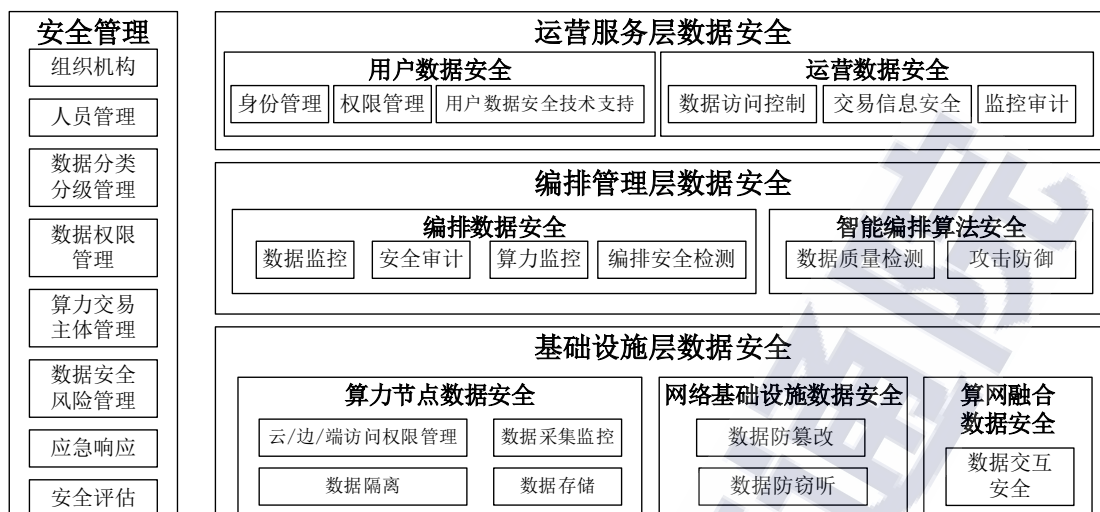 安全管理
组织机构
人员管理
数据分类
分级管理
数据权限
管理
算力交易
主体管理
数据安全
风险管理
应急响应
安全评估
运营服务层数据安全
用户数据安全
身份管理 权限管理 用户数据安全技术支持
运营数据安全
数据访问控制 交易信息安全 监控审计
编排管理层数据安全
编排数据安全
数据监控 安全审计 算力监控 编排安全检测
智能编排算法安全
数据质量检测 攻击防御
基础设施层数据安全
算力节点数据安全
云/边/端访问权限管理 数据采集监控
数据隔离 数据存储
网络基础设施数据安全
数据防篡改
数据防窃听
算网融合
数据安全
数据交互
安全
通院